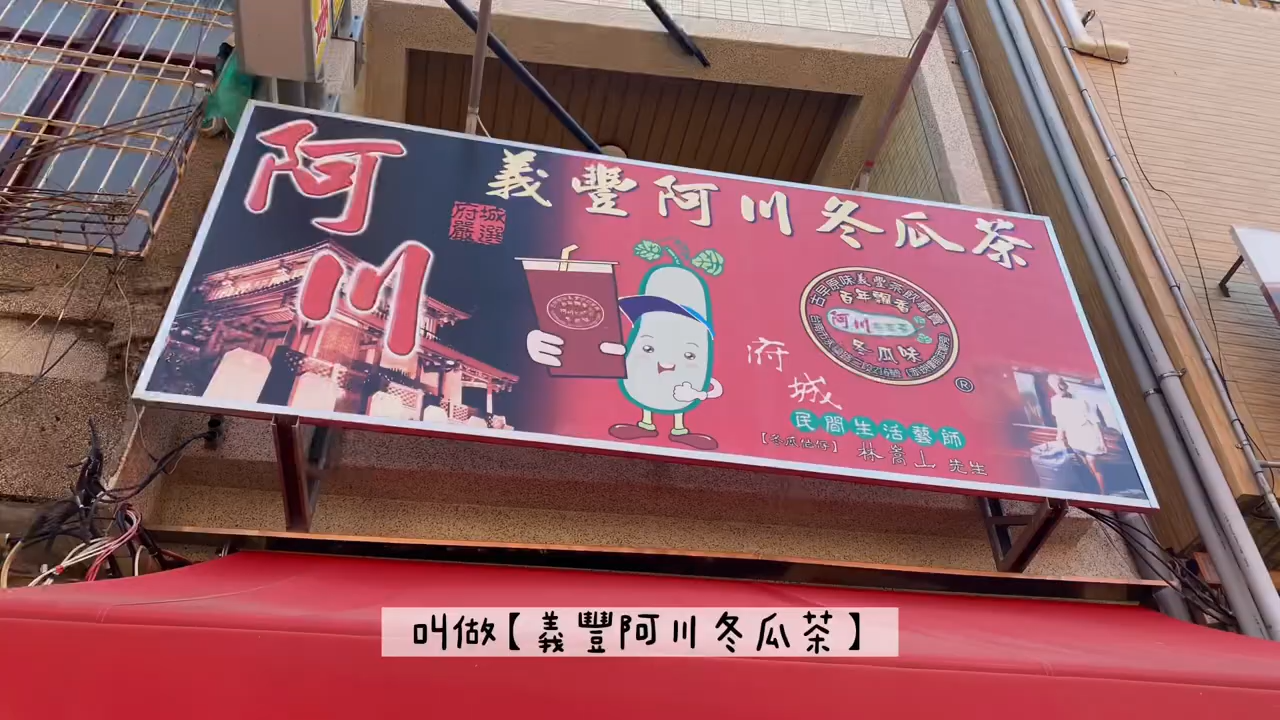 阿川
義豐阿川冬瓜茶
府城
嚴選
百年飄香
阿川
冬瓜味
®
府城
民間生活藝師
林嵩山 先生
叫做【義豐阿川冬瓜茶】